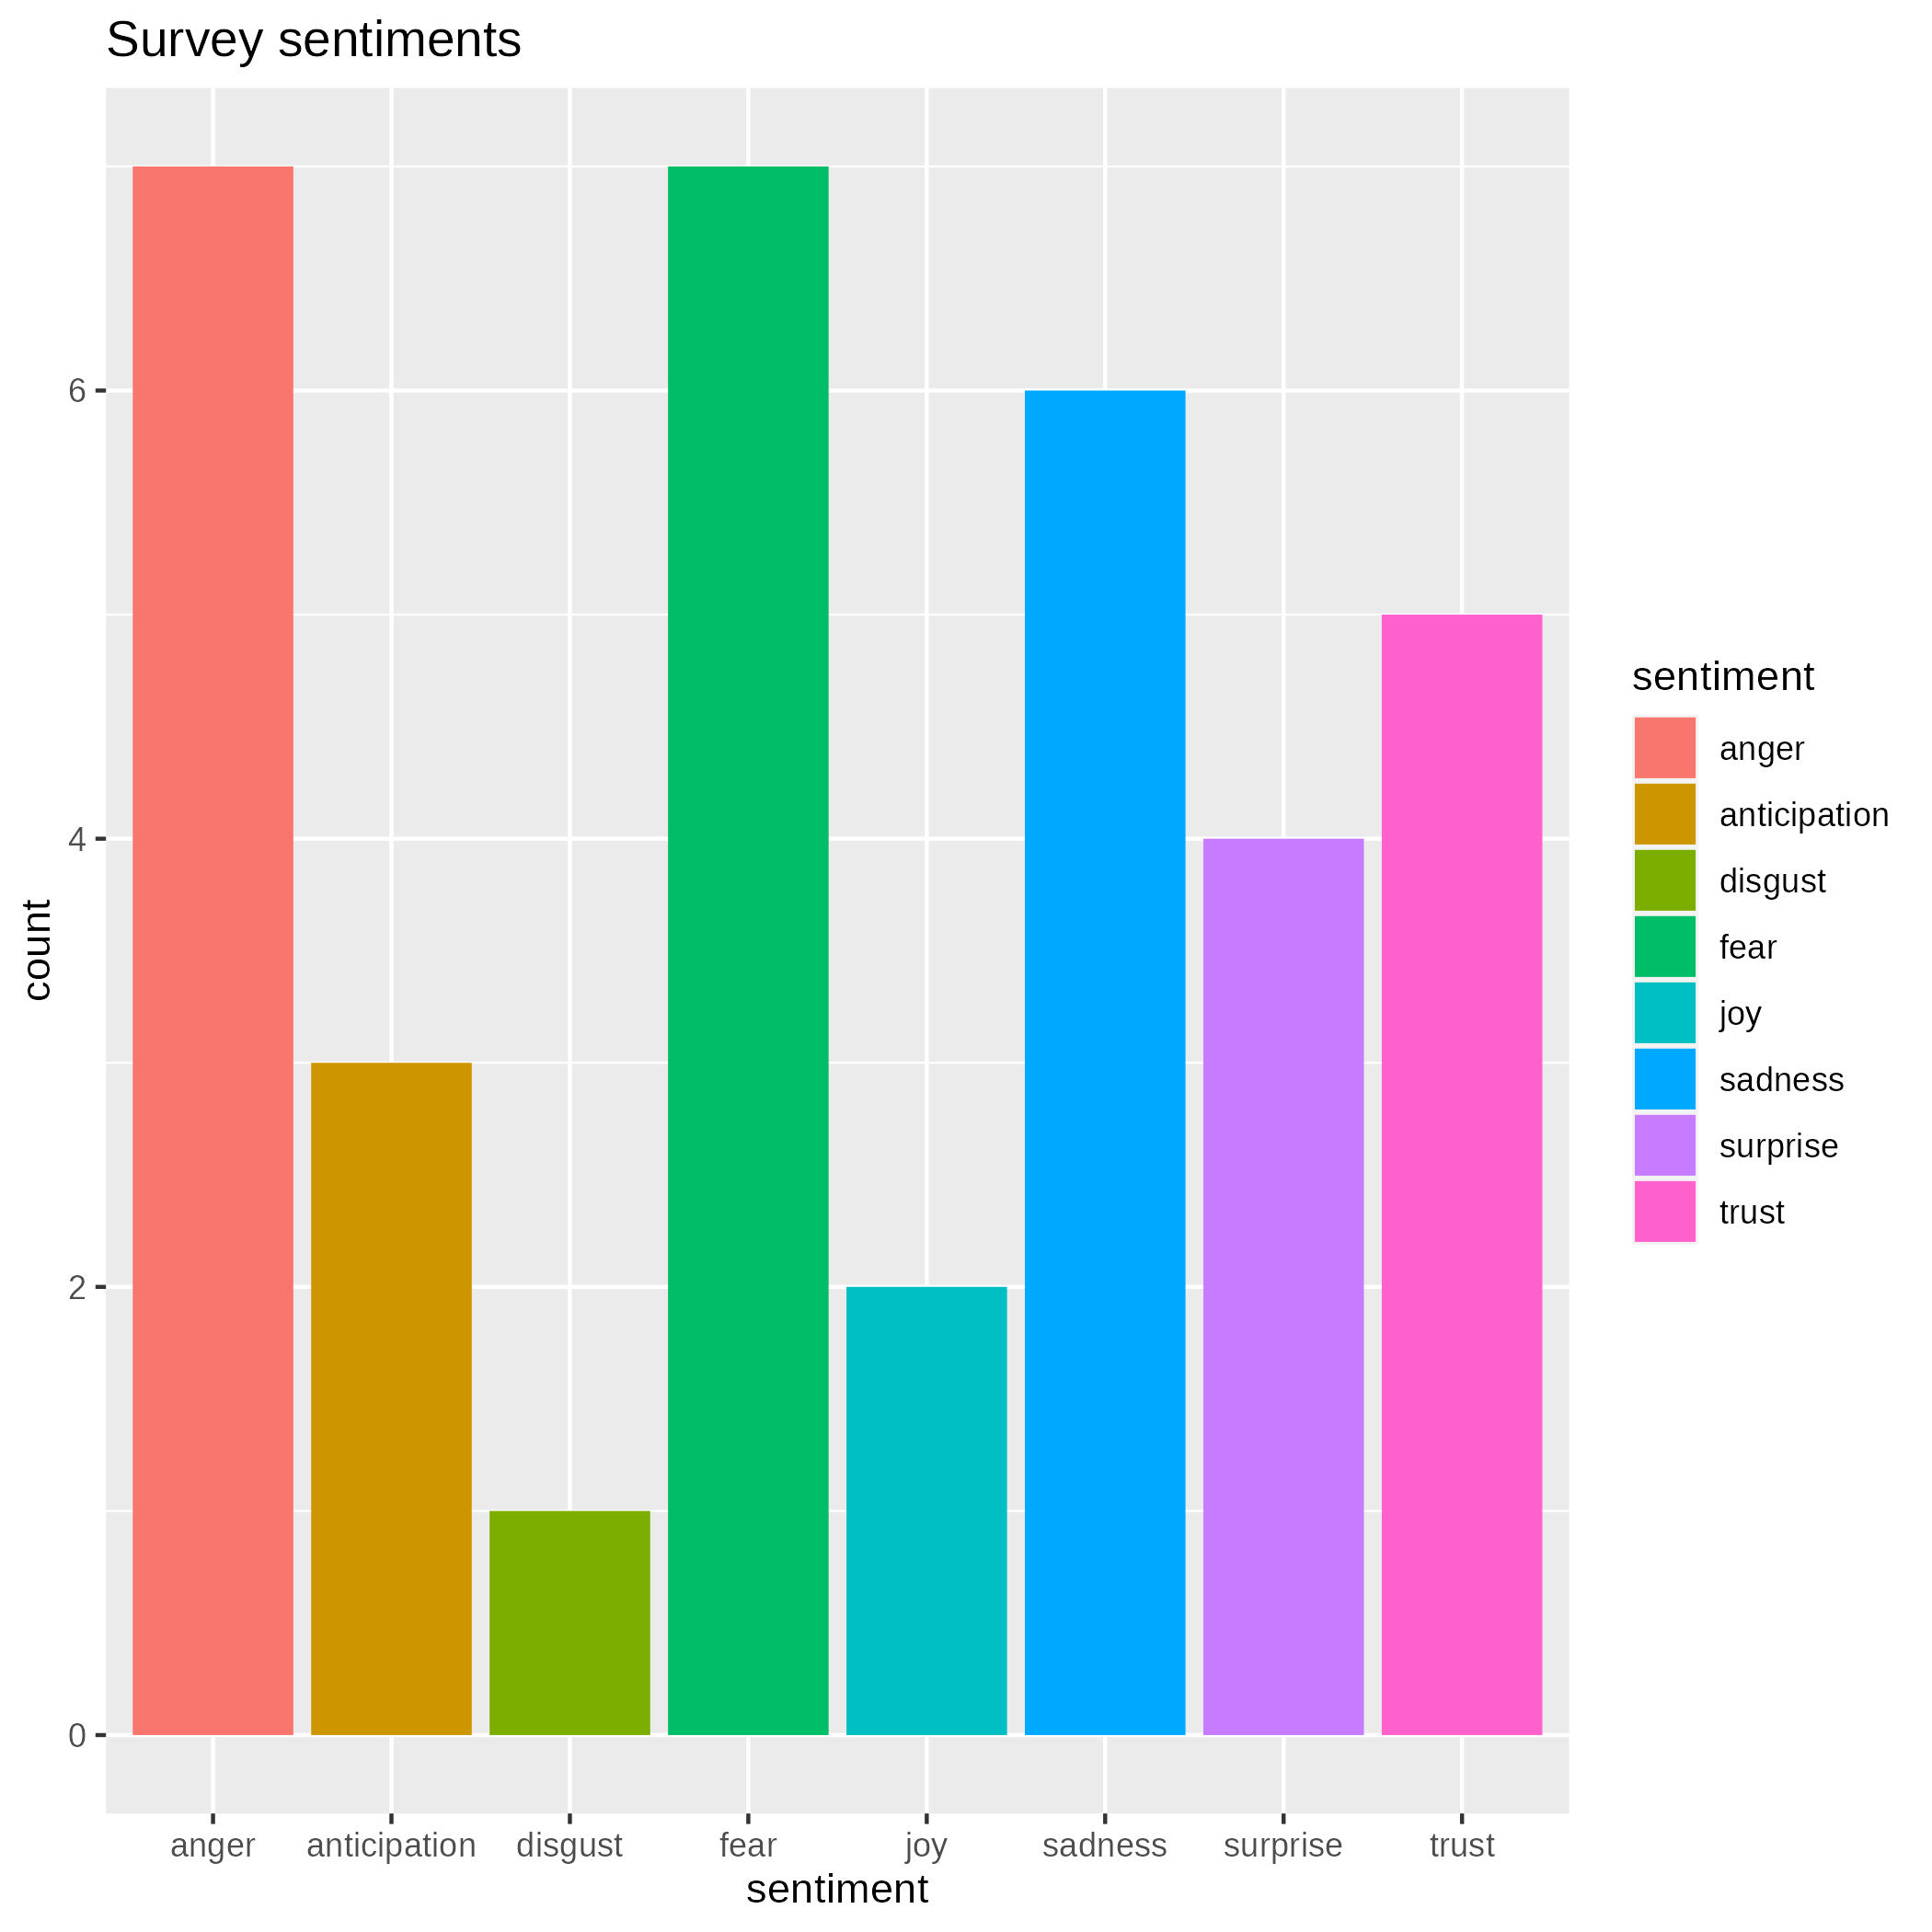 Survey sentiments
count
6
4
2
0
anger anticipation disgust fear joy sadness surprise trust
sentiment
sentiment
anger
anticipation
disgust
fear
joy
sadness
surprise
trust